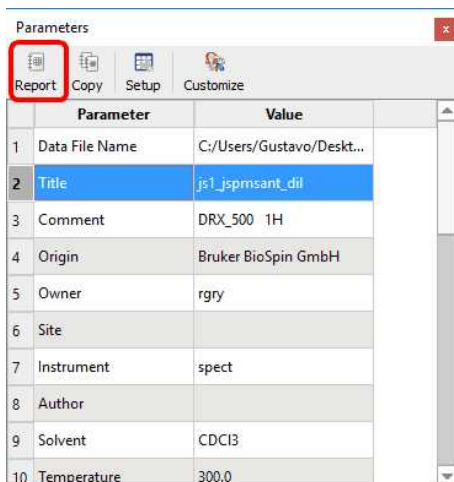 Parameters
x
Report Copy Setup Customize
Parameter Value
1 Data File Name C:/Users/Gustavo/Deskt...
2 Title js1_jspmsant_dil
3 Comment DRX_500 1H
4 Origin Bruker BioSpin GmbH
5 Owner rgry
6 Site
7 Instrument spect
8 Author
9 Solvent CDCl3
10 Temperature 300.0